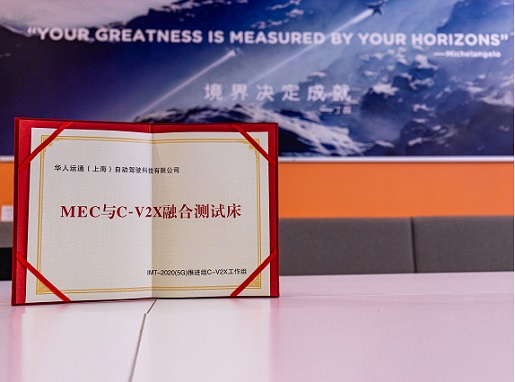 “YOUR GREATNESS IS MEASURED BY YOUR HORIZONS”
——Michelangelo
境界决定成就
华人运通（上海）自动驾驶科技有限公司
MEC与C-V2X融合测试床
IMT-2020(5G)推进组C-V2X工作组